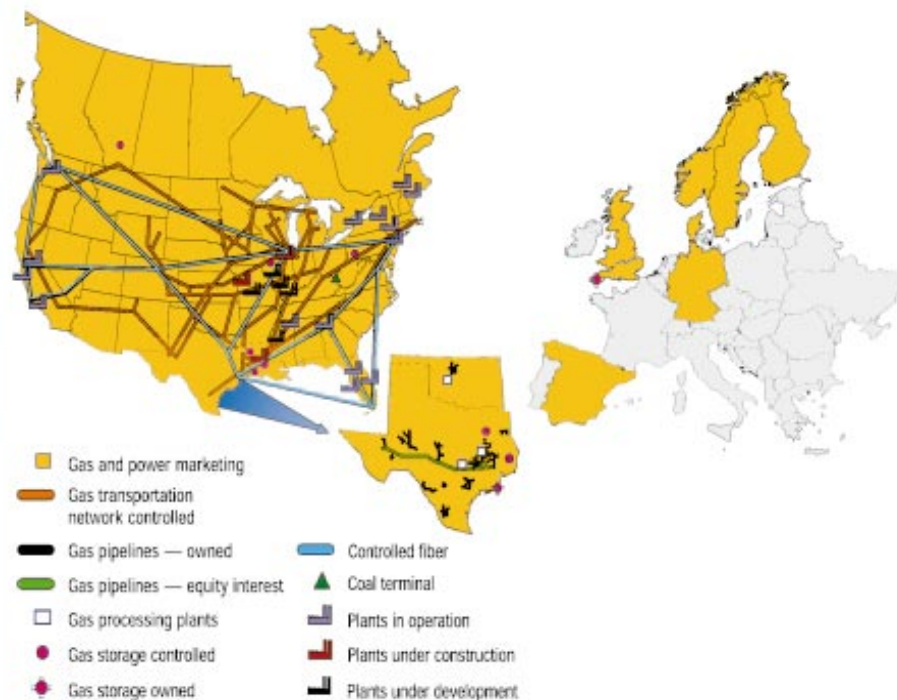 Gas and power marketing
Gas transportation
network controlled
Gas pipelines — owned
Gas pipelines — equity interest
Gas processing plants
Gas storage controlled
Gas storage owned
Controlled fiber
Coal terminal
Plants in operation
Plants under construction
Plants under development